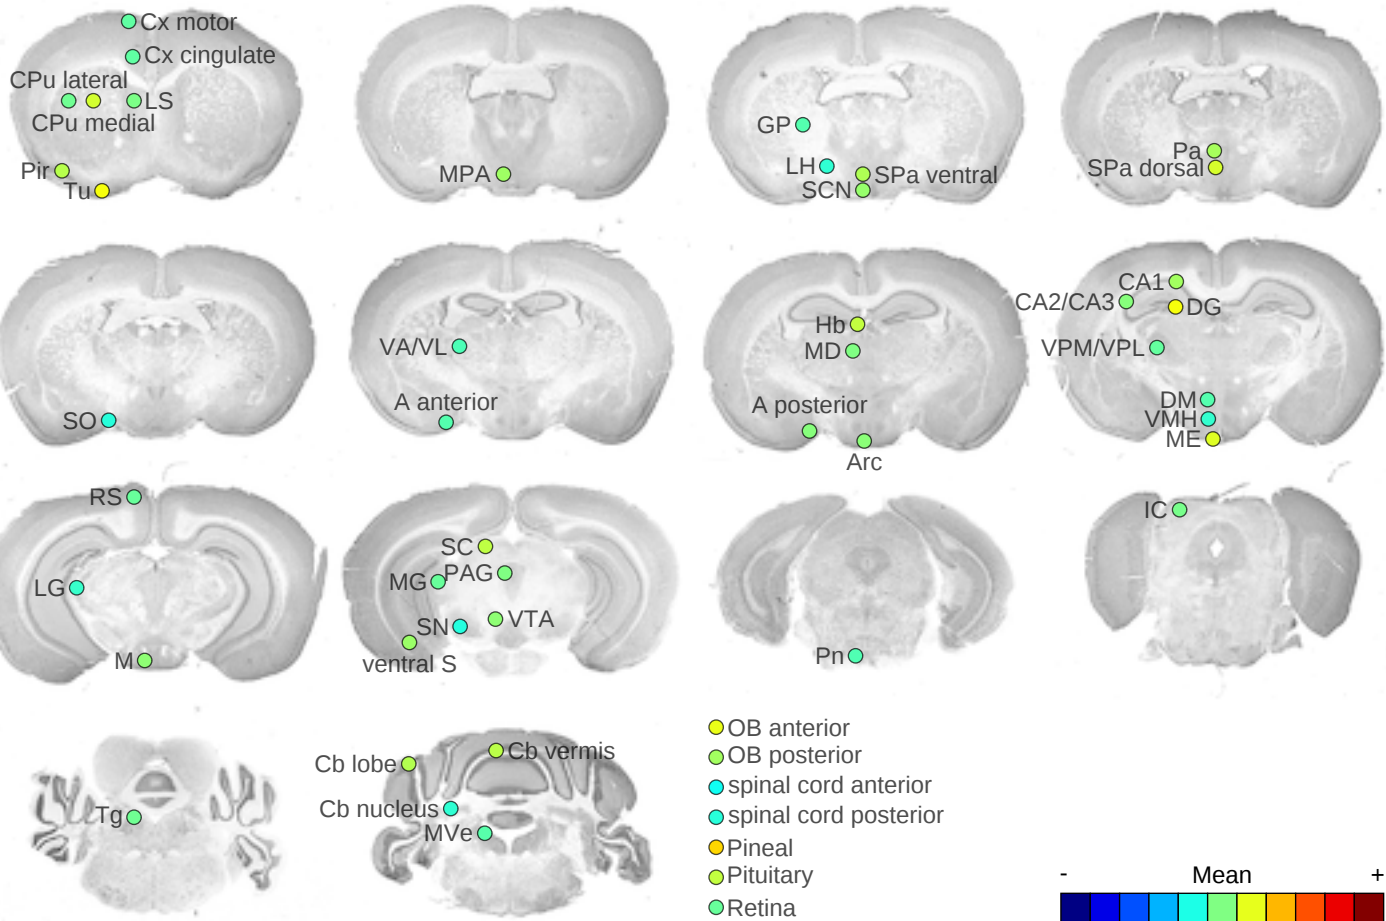 Cx motor
Cx cingulate
CPu lateral
LS
CPu medial
Pir
Tu
MPA
GP
LH
SPa ventral
SCN
Pa
SPa dorsal
SO
VA/VL
A anterior
Hb
MD
A posterior
Arc
CA1
CA2/CA3
DG
VPM/VPL
DM
VMH
ME
RS
LG
M
SC
MG
PAG
SN
VTA
ventral S
Pn
IC
Tg
Cb lobe
Cb vermis
Cb nucleus
MVe
OB anterior
OB posterior
spinal cord anterior
spinal cord posterior
Pineal
Pituitary
Retina
- Mean +